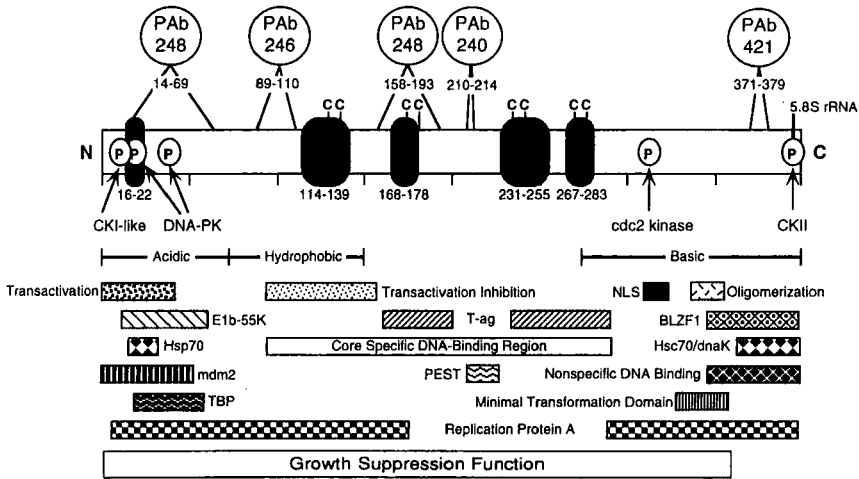 PAb 248
PAb 246
PAb 248
PAb 240
PAb 421
14-69
89-110
158-193
210-214
371-379
C C
C C
C C
C C
5.8S rRNA
N
P
P
P
P
P
C
16-22
114-139
168-178
231-255
267-283
CKI-like
DNA-PK
cdc2 kinase
CKII
Acidic
Hydrophobic
Basic
Transactivation
Transactivation Inhibition
NLS
Oligomerization
E1b-55K
T-ag
BLZF1
Hsp70
Core Specific DNA-Binding Region
Hsc70/dnaK
mdm2
PEST
Nonspecific DNA Binding
TBP
Minimal Transformation Domain
Replication Protein A
Growth Suppression Function